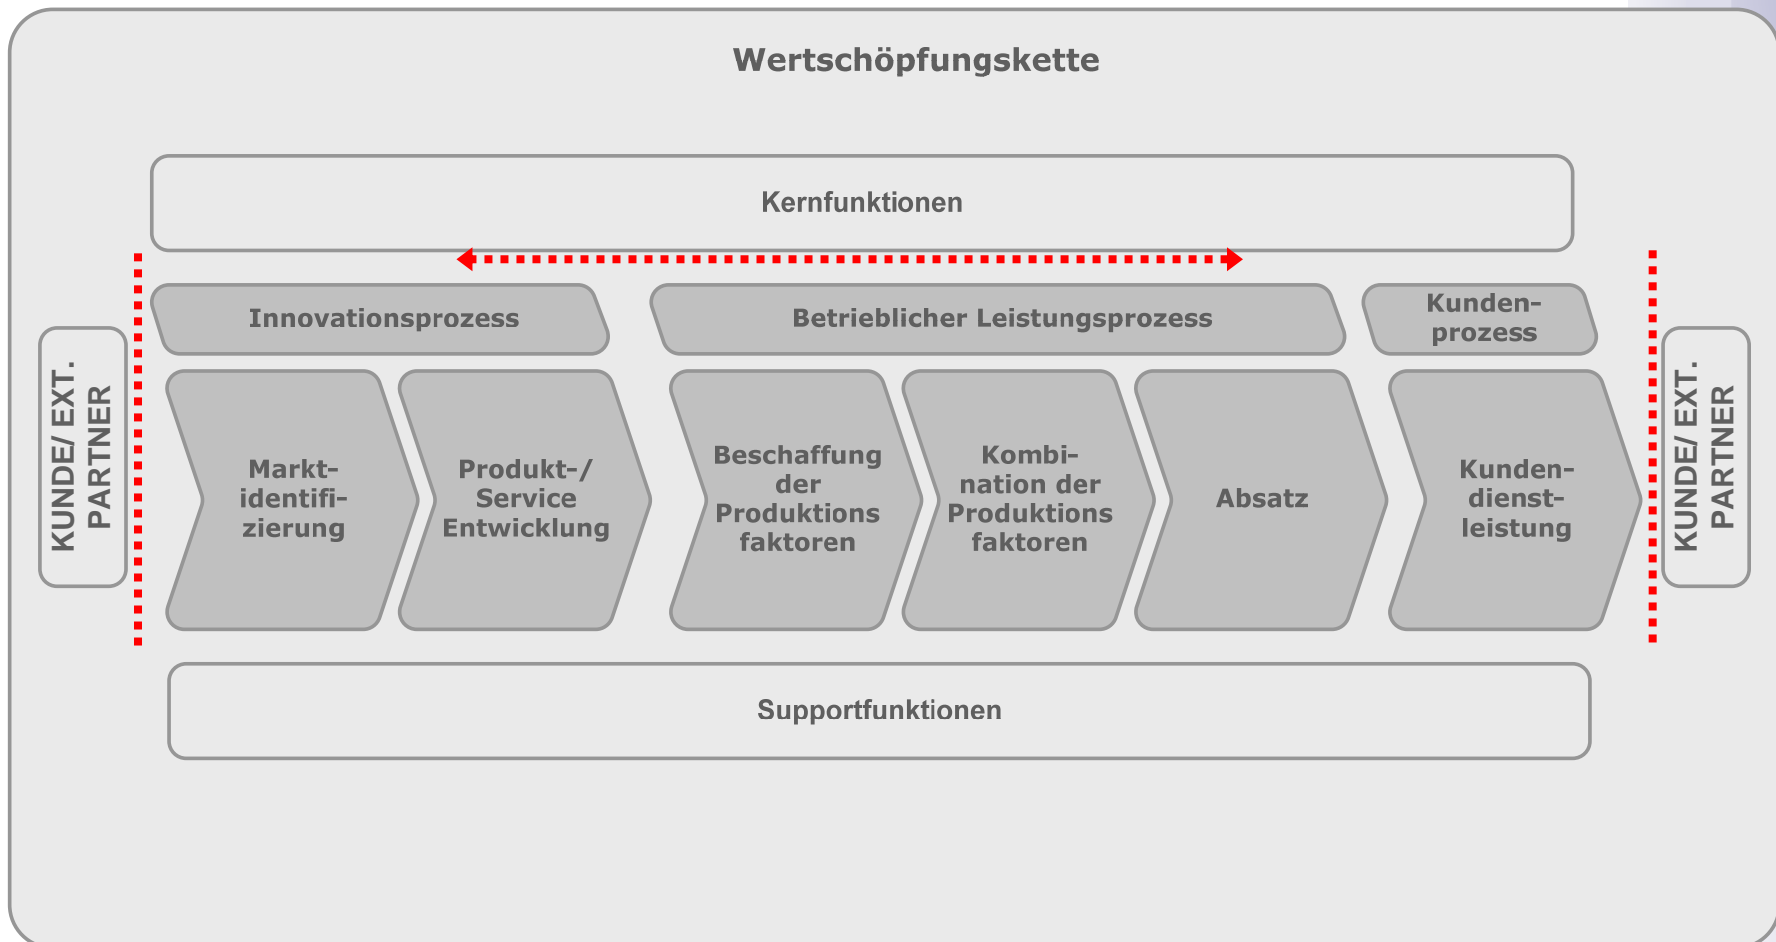 Wertschöpfungskette
Kernfunktionen
Innovationsprozess
Betrieblicher Leistungsprozess
Kunden-
prozess
KUNDE/ EXT.
PARTNER
Markt-
identifi-
zierung
Produkt-/
Service
Entwicklung
Beschaffung
der
Produktions
faktoren
Kombi-
nation der
Produktions
faktoren
Absatz
Kunden-
dienst-
leistung
KUNDE/ EXT.
PARTNER
Supportfunktionen